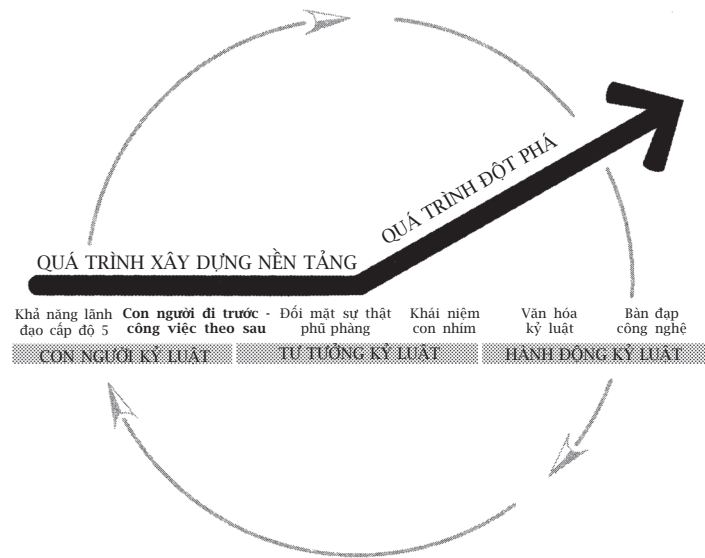 QUÁ TRÌNH ĐỘT PHÁ
QUÁ TRÌNH XÂY DỰNG NỀN TẢNG
Khả năng lãnh
đạo cấp độ 5
Con người đi trước -
công việc theo sau
Đối mặt sự thật
phũ phàng
Khái niệm
con nhím
Văn hóa
kỷ luật
Bàn đạp
công nghệ
CON NGƯỜI KỶ LUẬT
TƯ TƯỞNG KỶ LUẬT
HÀNH ĐỘNG KỶ LUẬT